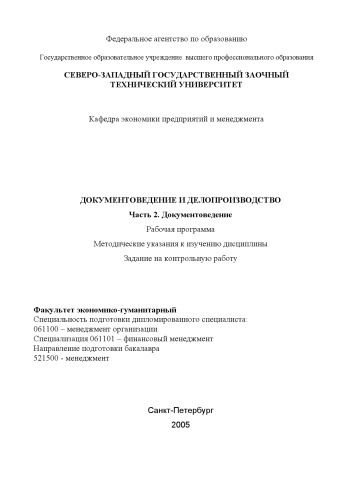 Федеральное агентство по образованию
Государственное образовательное учреждение высшего профессионального образования
СЕВЕРО-ЗАПАДНЫЙ ГОСУДАРСТВЕННЫЙ ЗАОЧНЫЙ
ТЕХНИЧЕСКИЙ УНИВЕРСИТЕТ
Кафедра экономики предприятий и менеджмента
ДОКУМЕНТОВЕДЕНИЕ И ДЕЛОПРОИЗВОДСТВО
Часть 2. Документоведение
Рабочая программа
Методические указания к изучению дисциплины
Задание на контрольную работу
Факультет экономико-гуманитарный
Специальность подготовки дипломированного специалиста:
061100 – менеджмент организации
Специализация 061101 – финансовый менеджмент
Направление подготовки бакалавра
521500 - менеджмент
Санкт-Петербург
2005